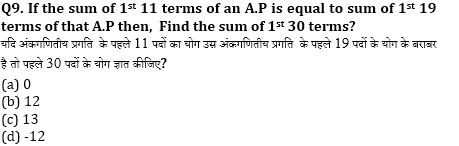 Q9. If the sum of 1st 11 terms of an A.P is equal to sum of 1st 19
terms of that A.P then, Find the sum of 1st 30 terms?
यदि अंकगणितीय प्रगति के पहले 11 पदों का योग उस अंकगणितीय प्रगति के पहले 19 पदों के योग के बराबर
है तो पहले 30 पदों के योग ज्ञात कीजिए?
(a) 0
(b) 12
(c) 13
(d) -12